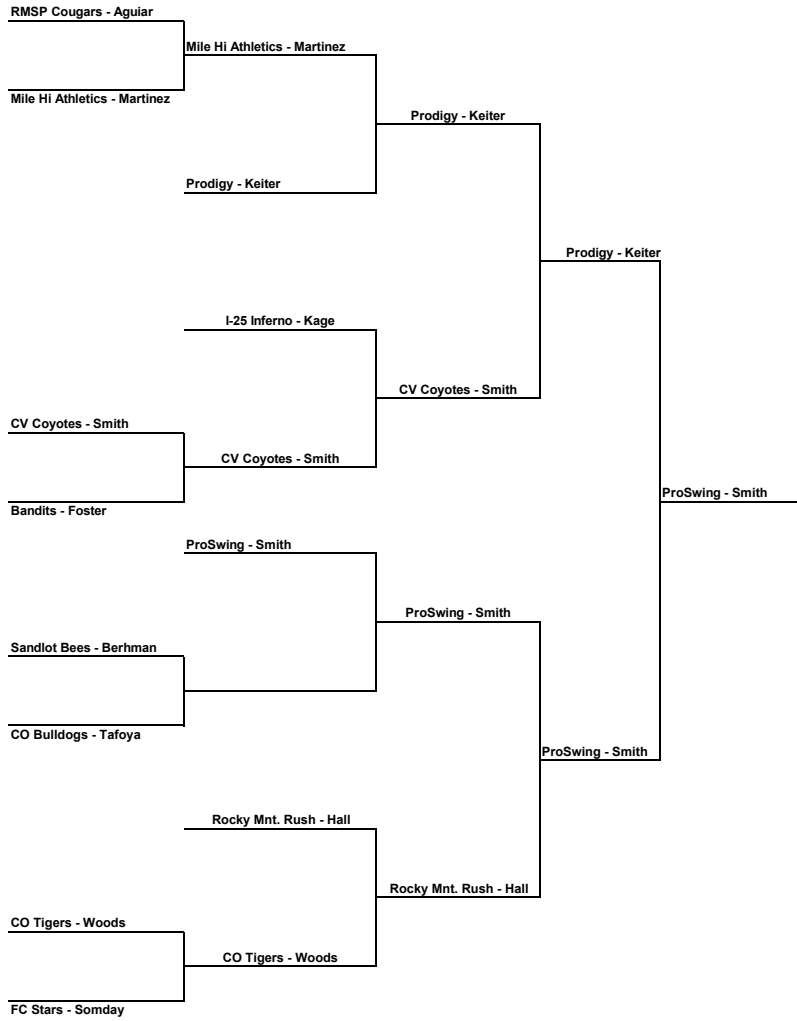 RMSP Cougars - Aguiar
Mile Hi Athletics - Martinez
Mile Hi Athletics - Martinez
Prodigy - Keiter
Prodigy - Keiter
Prodigy - Keiter
I-25 Inferno - Kage
CV Coyotes - Smith
CV Coyotes - Smith
CV Coyotes - Smith
Bandits - Foster
ProSwing - Smith
ProSwing - Smith
ProSwing - Smith
Sandlot Bees - Berhman
CO Bulldogs - Tafoya
ProSwing - Smith
Rocky Mnt. Rush - Hall
Rocky Mnt. Rush - Hall
CO Tigers - Woods
CO Tigers - Woods
FC Stars - Somday